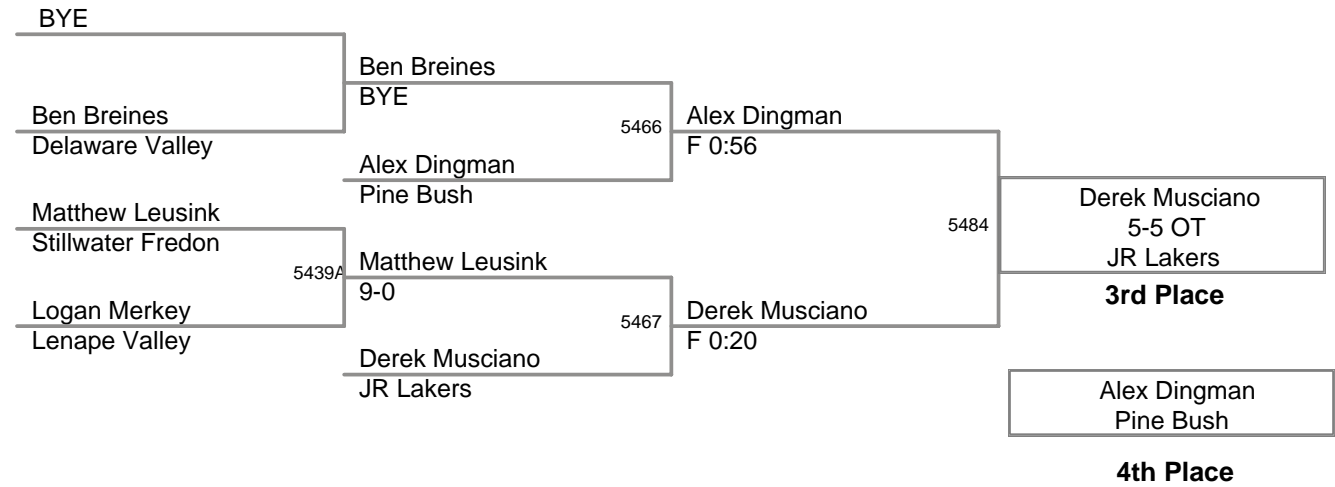 BYE
Ben Breines
Delaware Valley
Matthew Leusink
Stillwater Fredon
Logan Merkey
Lenape Valley
5439A
Ben Breines
BYE
Alex Dingman
Pine Bush
Matthew Leusink
9-0
Derek Musciano
JR Lakers
5466
5467
Alex Dingman
F 0:56
Derek Musciano
F 0:20
5484
Derek Musciano
5-5 OT
JR Lakers
3rd Place
Alex Dingman
Pine Bush
4th Place